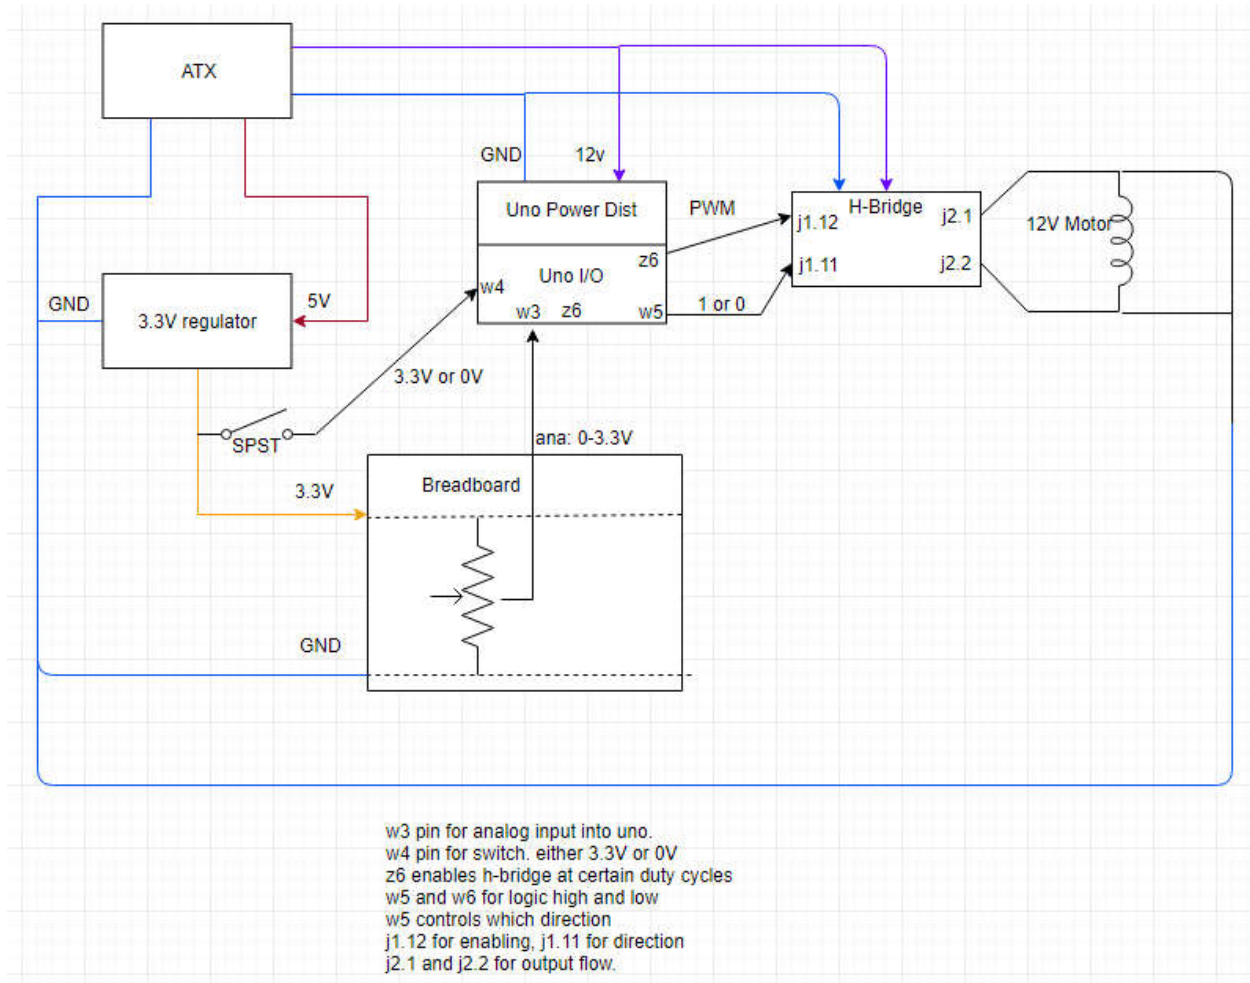 ATX
GND
12v
Uno Power Dist
PWM
H-Bridge
j1.12
j2.1
12V Motor
z6
j1.11
j2.2
Uno I/O
w4
w3
z6
w5
1 or 0
GND
5V
3.3V regulator
3.3V or 0V
SPST
ana: 0-3.3V
3.3V
Breadboard
GND
w3 pin for analog input into uno.
w4 pin for switch. either 3.3V or 0V
z6 enables h-bridge at certain duty cycles
w5 and w6 for logic high and low
w5 controls which direction
j1.12 for enabling, j1.11 for direction
j2.1 and j2.2 for output flow.